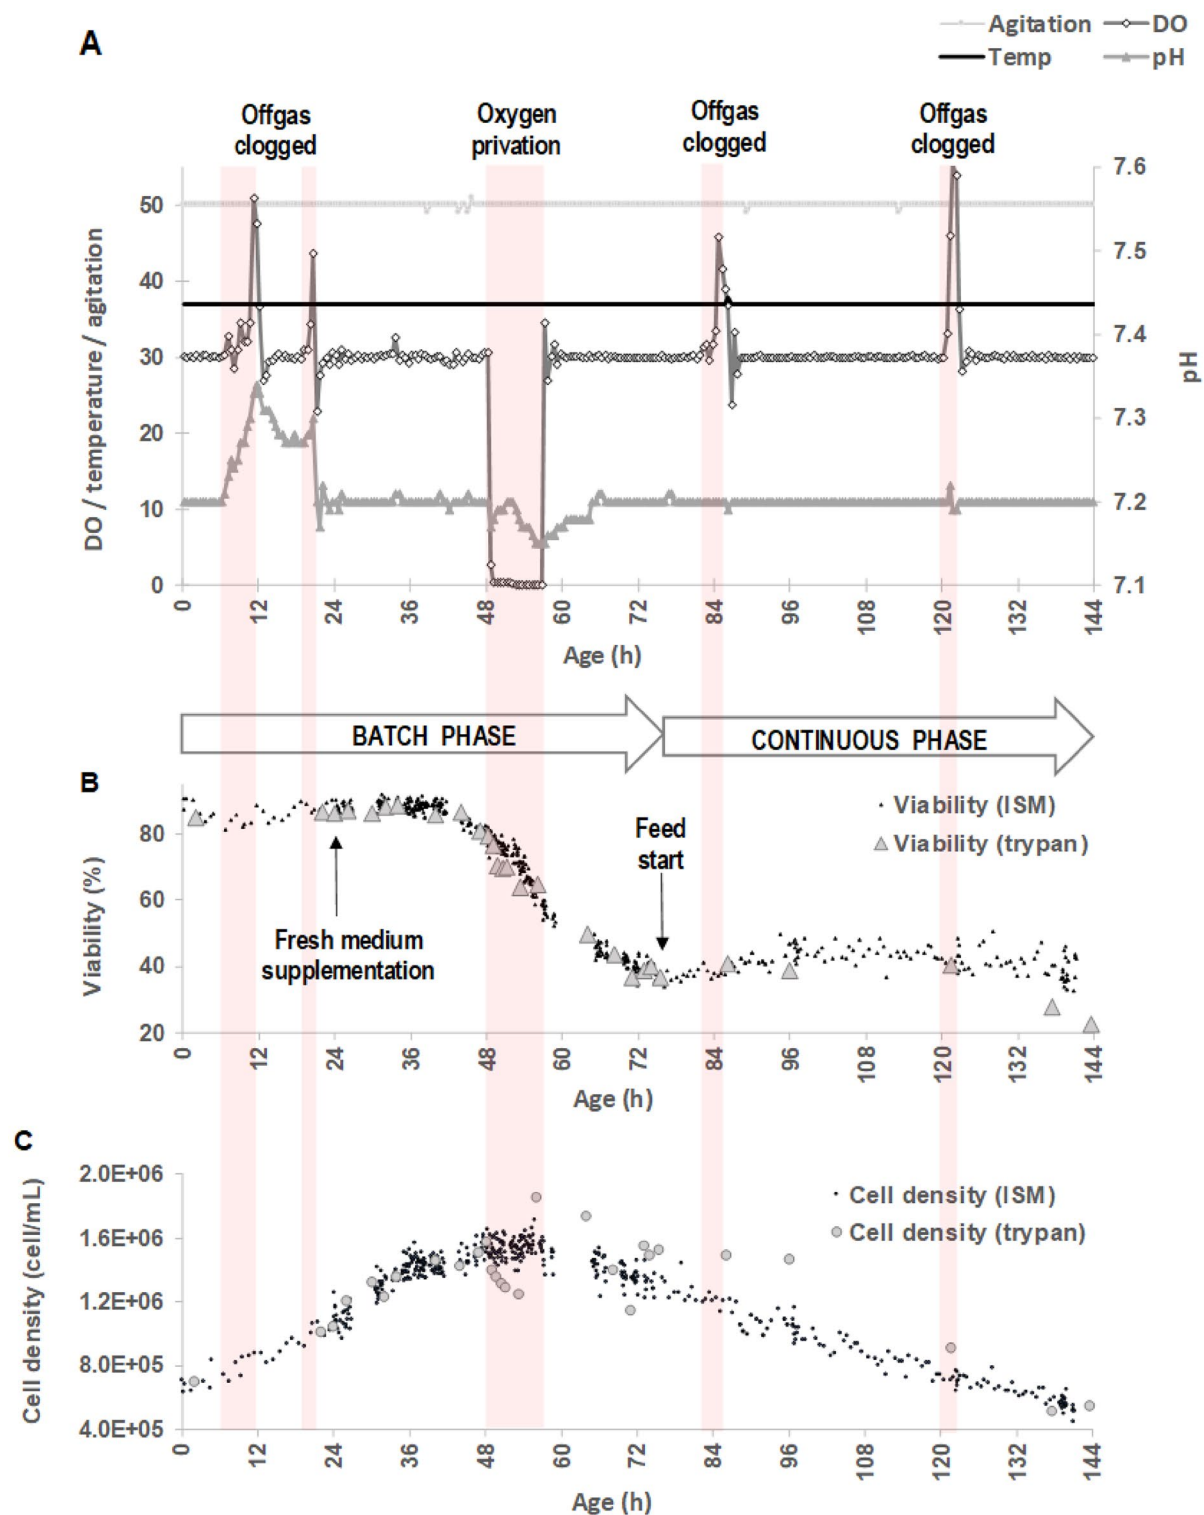 A
Agitation DO
Temp pH
Offgas
clogged
Oxygen
privation
Offgas
clogged
Offgas
clogged
DO / temperature / agitation
50
40
30
20
10
0
7.6
7.5
7.4
7.3
7.2
7.1
pH
0 12 24 36 48 60 72 84 96 108 120 132 144
Age (h)
BATCH PHASE
CONTINUOUS PHASE
B
Viability (%)
80
60
40
20
Viability (ISM)
Viability (trypan)
Feed
start
Fresh medium
supplementation
0 12 24 36 48 60 72 84 96 108 120 132 144
Age (h)
C
Cell density (cell/mL)
2.0E+06
1.6E+06
1.2E+06
8.0E+05
4.0E+05
Cell density (ISM)
Cell density (trypan)
0 12 24 36 48 60 72 84 96 108 120 132 144
Age (h)